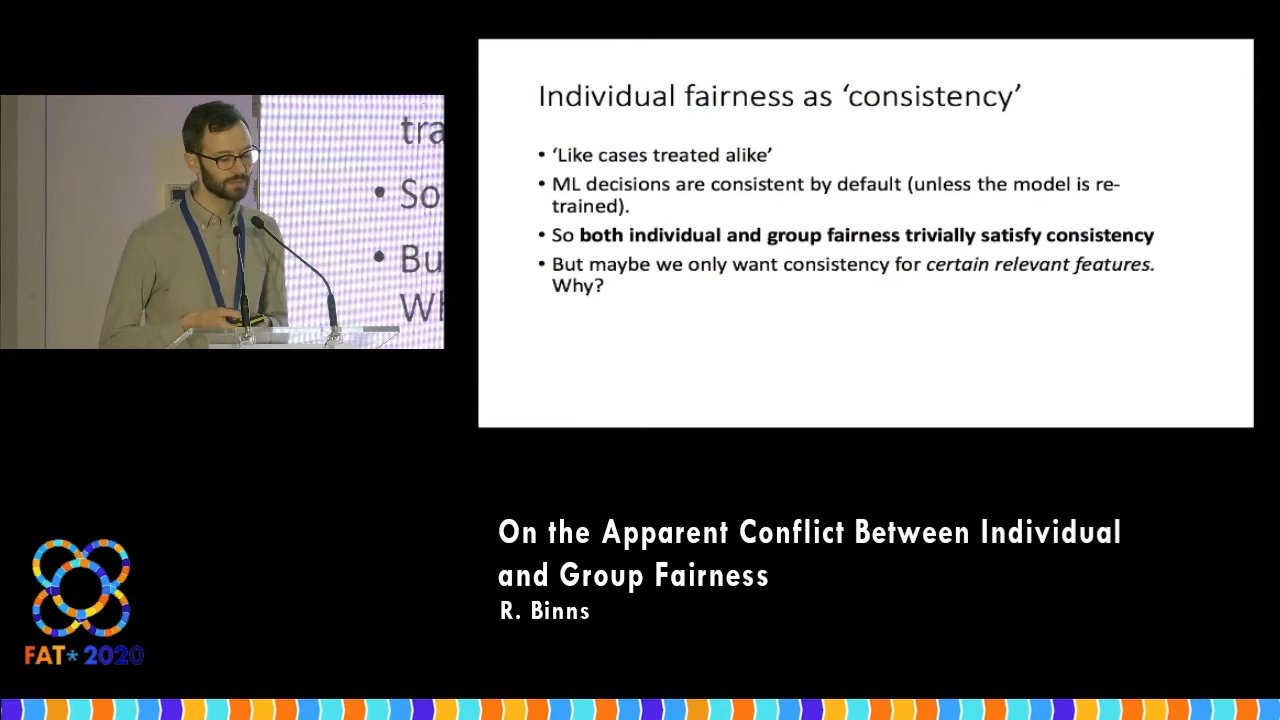 tra
• So
• Bu
Wh
Individual fairness as ‘consistency’
• ‘Like cases treated alike’
• ML decisions are consistent by default (unless the model is re-
trained).
• So both individual and group fairness trivially satisfy consistency
• But maybe we only want consistency for certain relevant features.
Why?
On the Apparent Conflict Between Individual
and Group Fairness
R. Binns
FAT* 2020